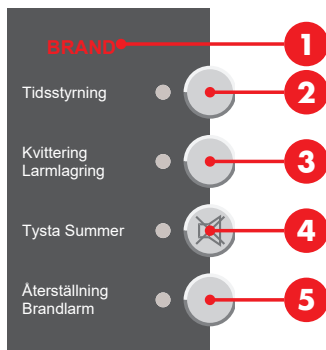 BRAND 1
Tidsstyrning 2
Kvittering
Larmlagring 3
Tysta Summer 4
Återställning
Brandlarm 5